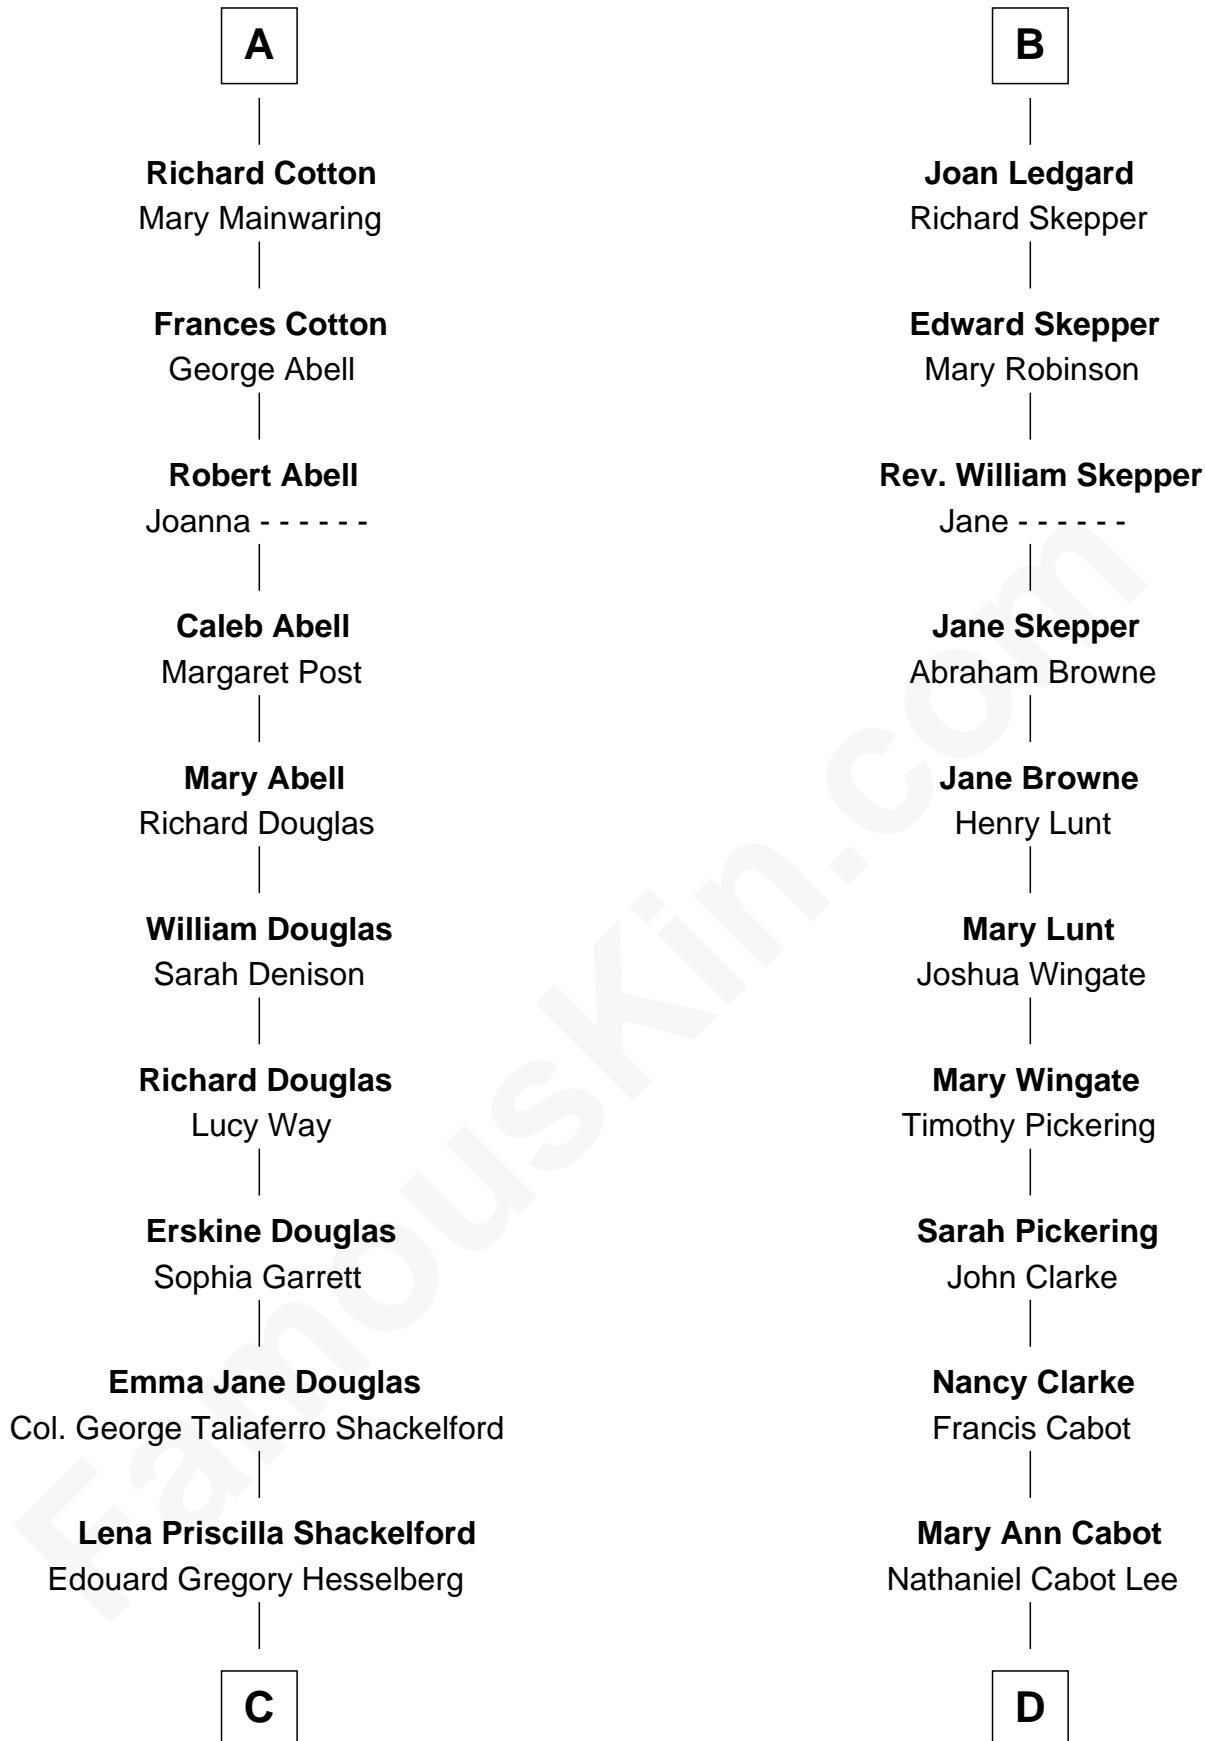 A
Richard Cotton
Mary Mainwaring
Frances Cotton
George Abell
Robert Abell
Joanna - - - - - -
Caleb Abell
Margaret Post
Mary Abell
Richard Douglas
William Douglas
Sarah Denison
Richard Douglas
Lucy Way
Erskine Douglas
Sophia Garrett
Emma Jane Douglas
Col. George Taliaferro Shackelford
Lena Priscilla Shackelford
Edouard Gregory Hesselberg
C
B
Joan Ledgard
Richard Skepper
Edward Skepper
Mary Robinson
Rev. William Skepper
Jane - - - - - -
Jane Skepper
Abraham Browne
Jane Browne
Henry Lunt
Mary Lunt
Joshua Wingate
Mary Wingate
Timothy Pickering
Sarah Pickering
John Clarke
Nancy Clarke
Francis Cabot
Mary Ann Cabot
Nathaniel Cabot Lee
D
FamousKin.com